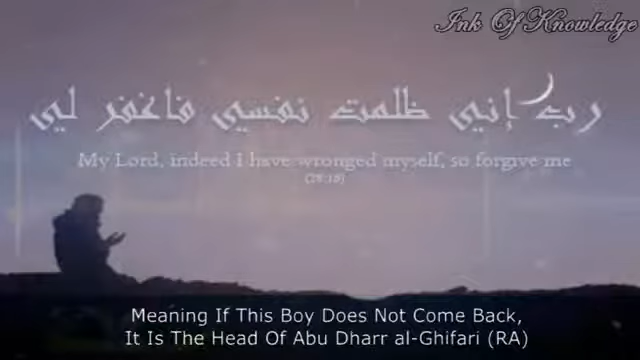 Ink Of Knowledge
رب إني ظلمت نفسي فاغفر لي
My Lord, indeed I have wronged myself, so forgive me
(28:16)
Meaning If This Boy Does Not Come Back,
It Is The Head Of Abu Dharr al-Ghifari (RA)